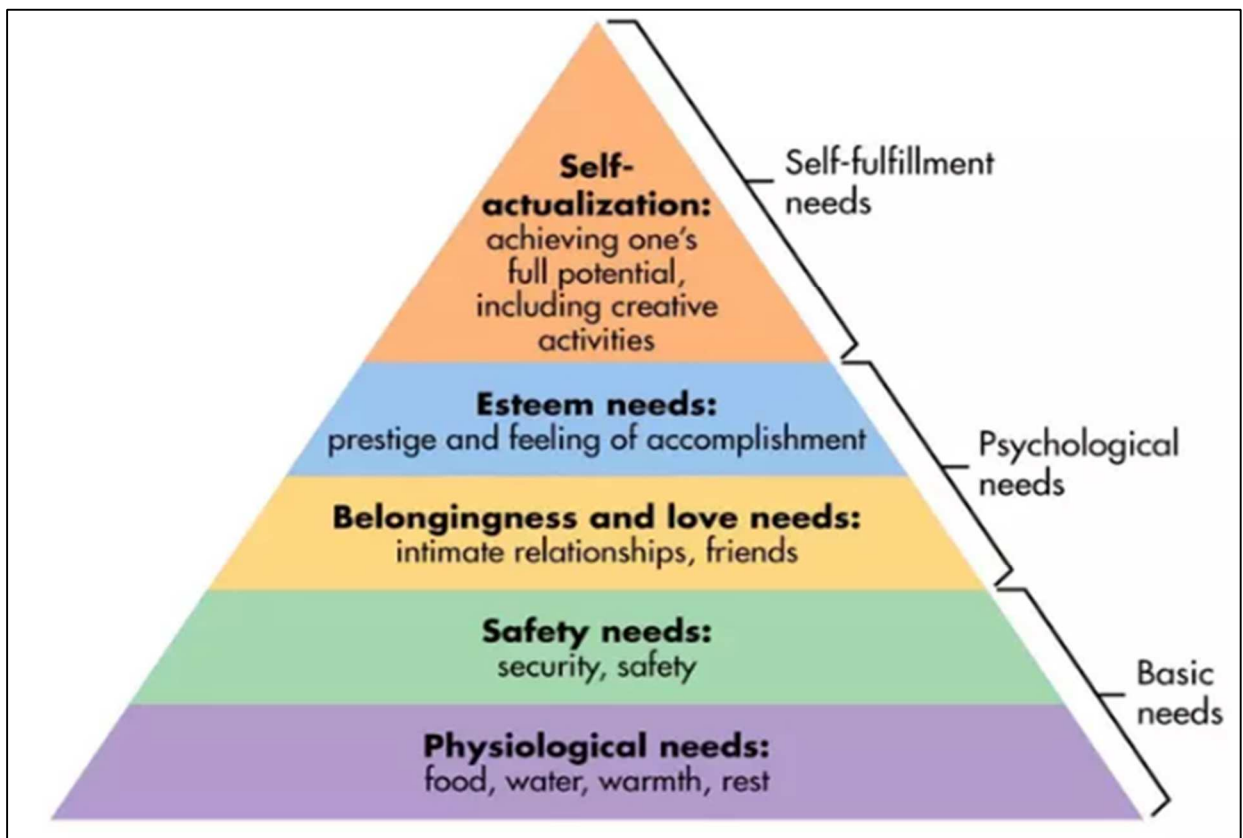 Self-
actualization:
achieving one's
full potential,
including creative
activities
Self-fulfillment
needs
Esteem needs:
prestige and feeling of accomplishment
Psychological
needs
Belongingness and love needs:
intimate relationships, friends
Safety needs:
security, safety
Basic
needs
Physiological needs:
food, water, warmth, rest